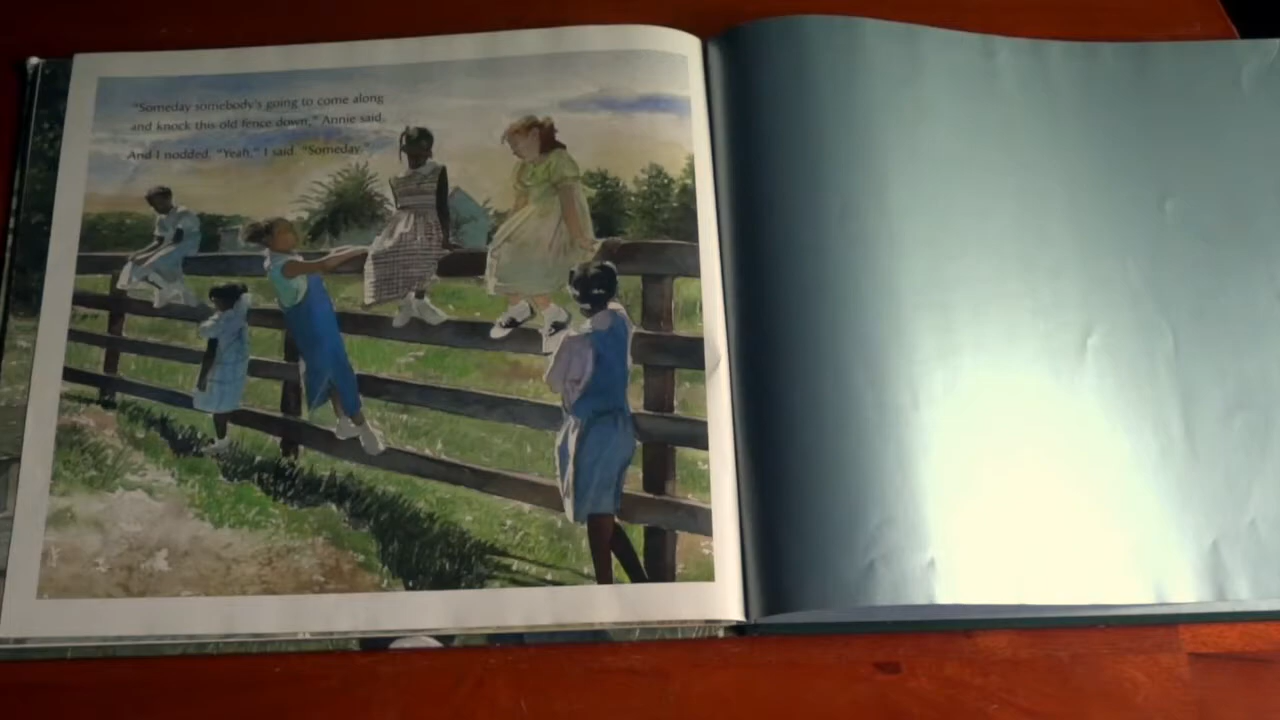 "Someday somebody's going to come along
and knock this old fence down," Annie said.
And I nodded. "Yeah," I said. "Someday."